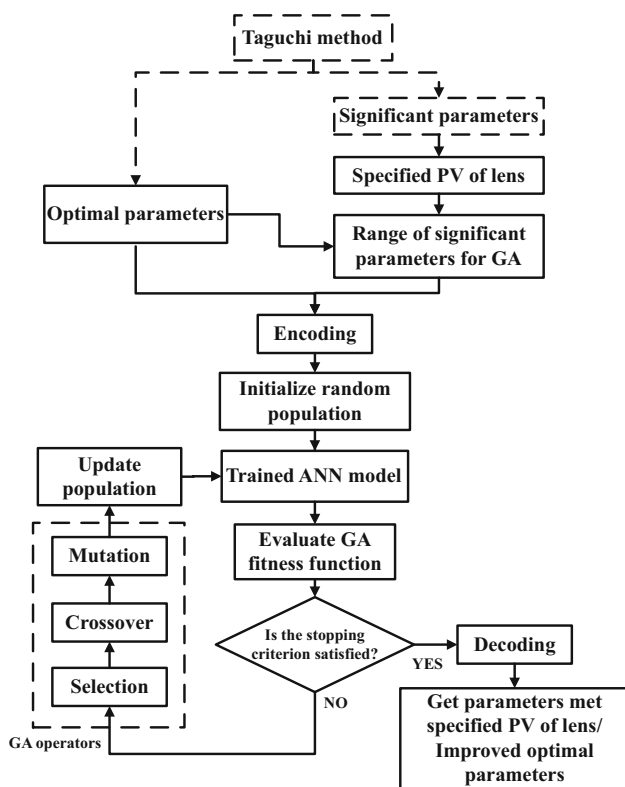 Taguchi method
Significant parameters
Specified PV of lens
Optimal parameters
Range of significant
parameters for GA
Encoding
Initialize random
population
Update
population
Trained ANN model
Evaluate GA
fitness function
Mutation
Crossover
Selection
GA operators
Is the stopping
criterion satisfied?
YES
NO
Decoding
Get parameters met
specified PV of lens/
Improved optimal
parameters